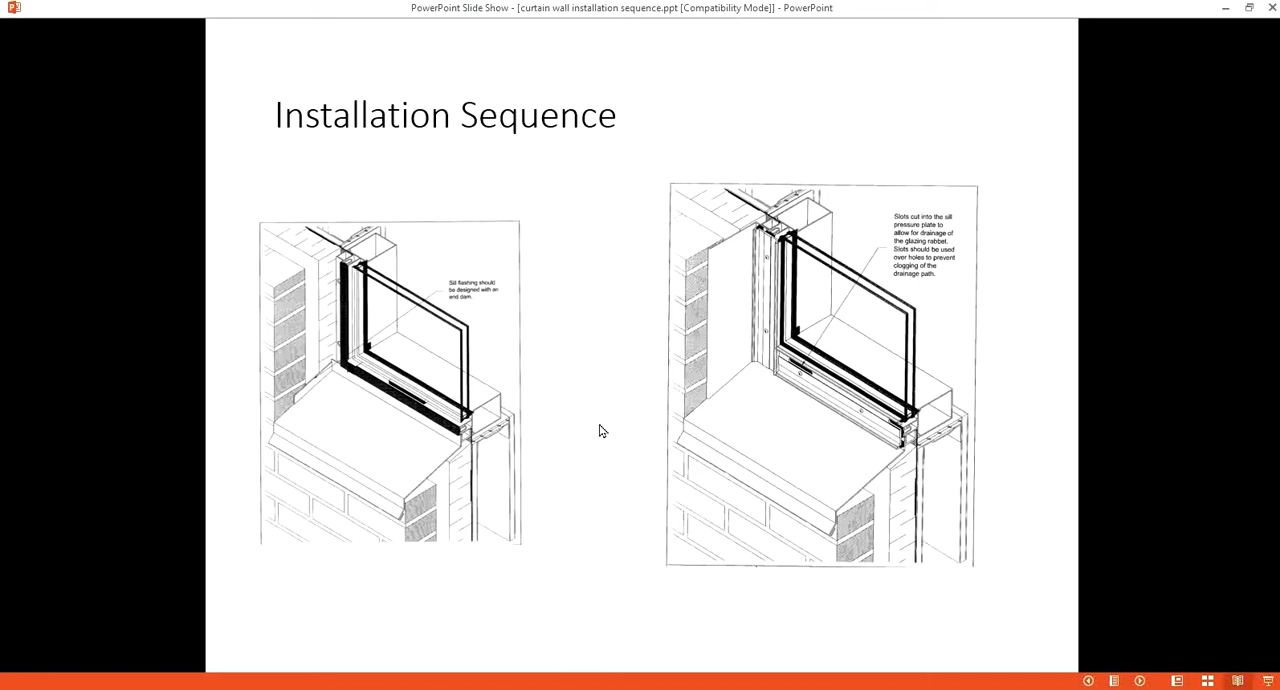 PowerPoint Slide Show - [curtain wall installation sequence.ppt [Compatibility Mode]] - PowerPoint
Installation Sequence
Sill flashing should
be designed with an
end dam.
Slots cut into the sill
pressure plate to
allow for drainage of
the glazing rabbet.
Slots should be used
over holes to prevent
clogging of the
drainage path.